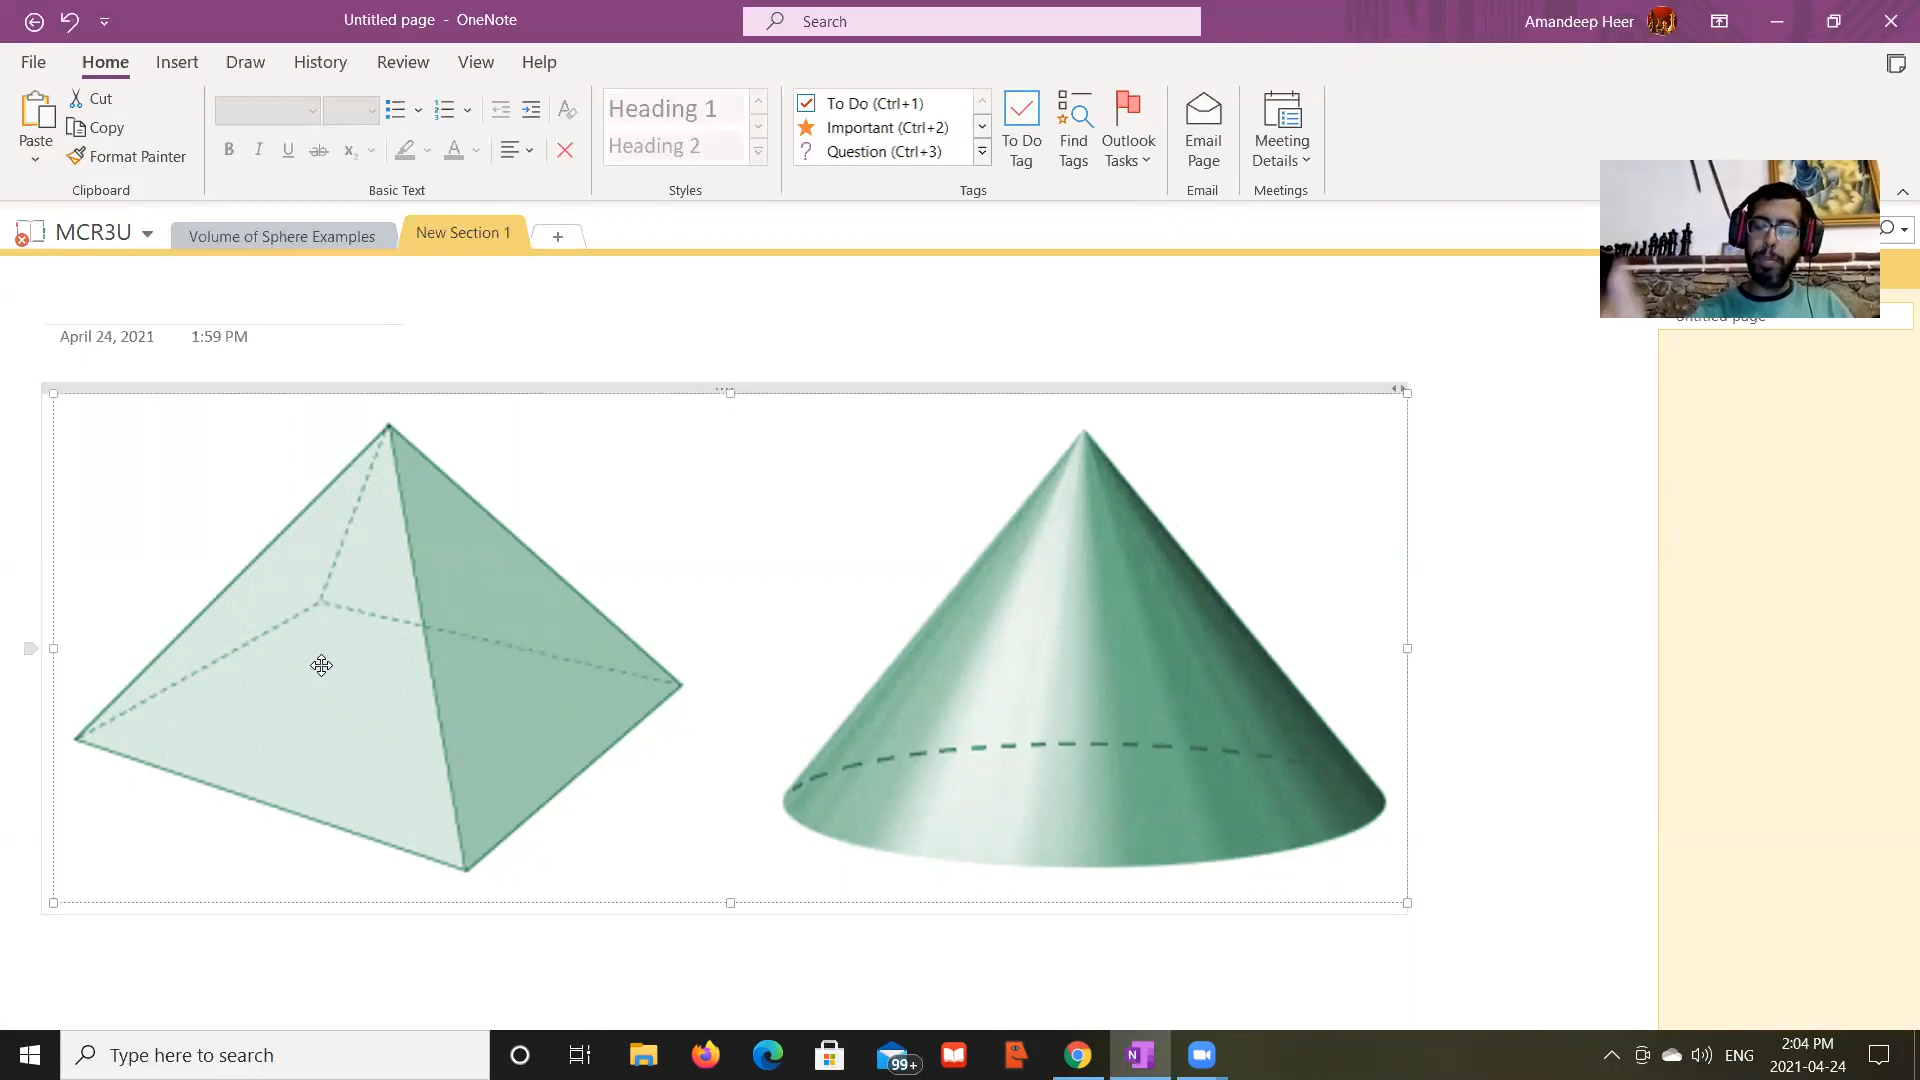 Untitled page - OneNote
Search
Amandeep Heer
File Home Insert Draw History Review View Help
Paste
Cut
Copy
Format Painter
Clipboard
B I U ab x₂ A
Basic Text
Heading 1
Heading 2
Styles
To Do (Ctrl+1)
Important (Ctrl+2)
Question (Ctrl+3)
To Do Tag
Find Tags
Outlook Tasks
Tags
Email Page
Email
Meeting Details
Meetings
MCR3U
Volume of Sphere Examples
New Section 1
Untitled page
April 24, 2021 1:59 PM
Type here to search
99+
N
ENG
2:04 PM
2021-04-24